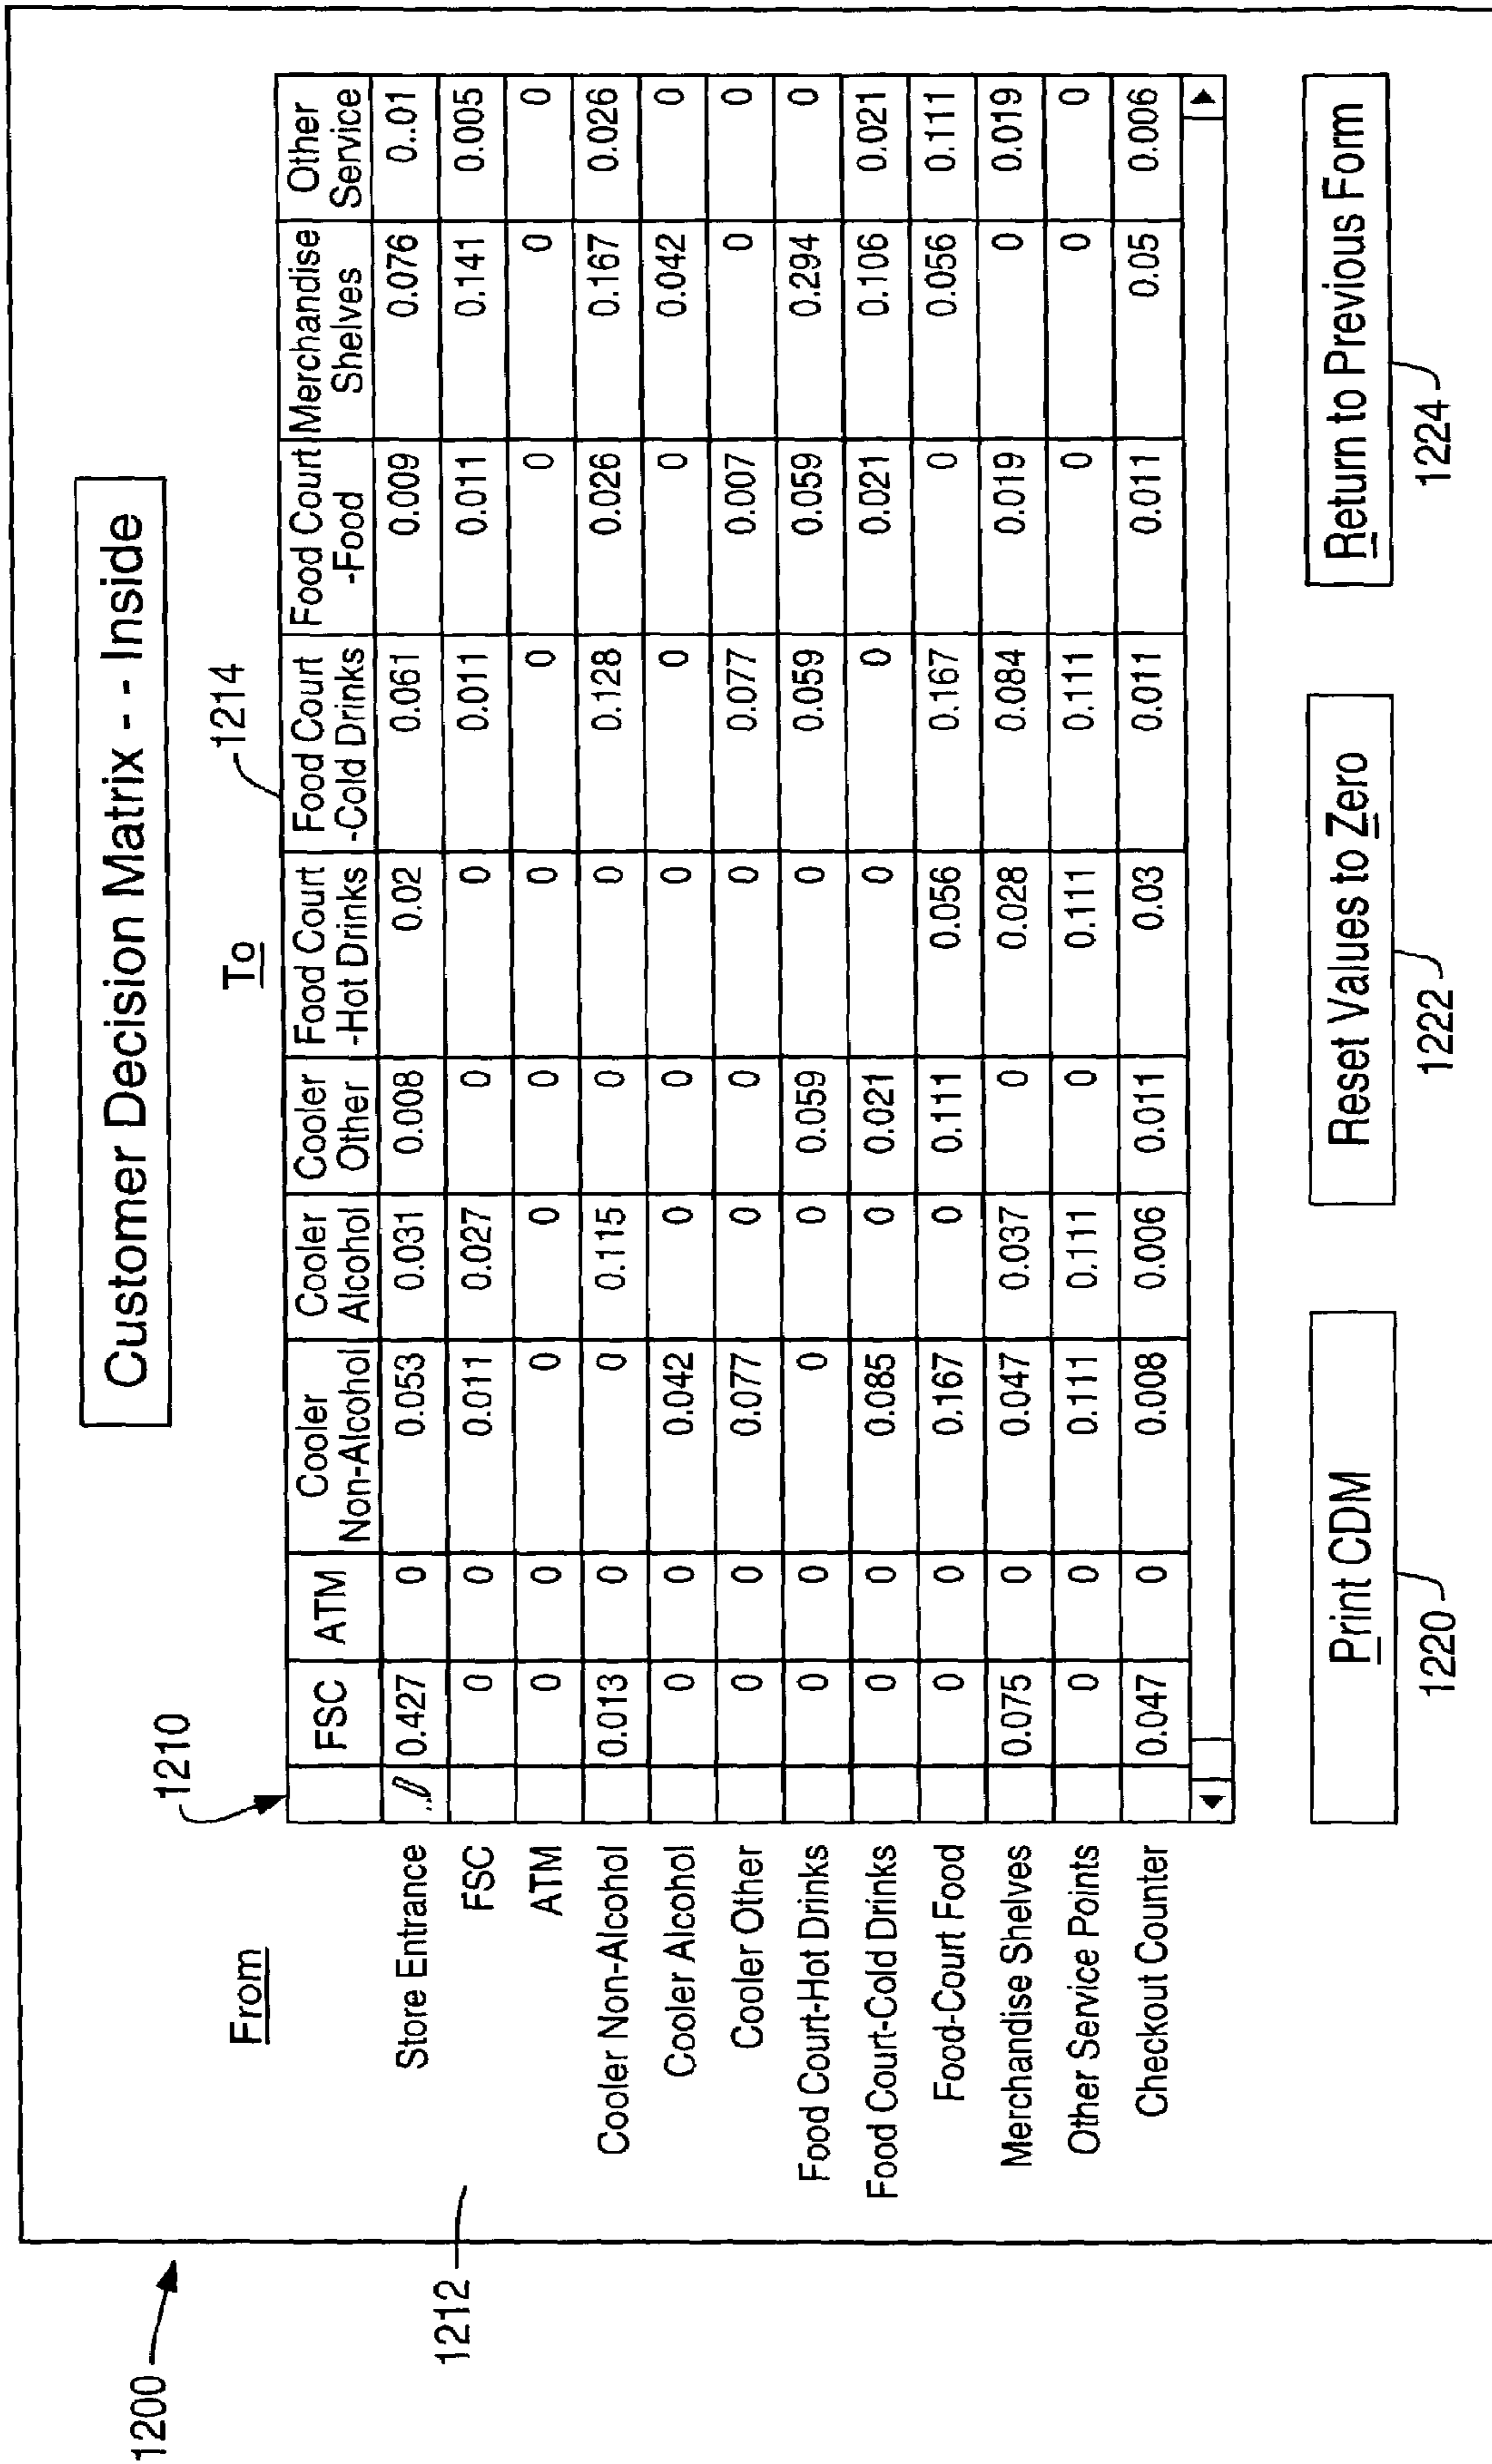 1200
Customer Decision Matrix - - Inside
From
To
1210
1214
1212
FSC ATM Cooler Non-Alcohol Cooler Alcohol Cooler Other Food Court -Hot Drinks Food Court -Cold Drinks Food Court -Food Merchandise Shelves Other Service
Store Entrance 0.427 0 0.053 0.031 0.008 0.02 0.061 0.009 0.076 0..01
FSC 0 0 0.011 0.027 0 0 0.011 0.011 0.141 0.005
ATM 0 0 0 0 0 0 0 0 0 0
Cooler Non-Alcohol 0.013 0 0 0.115 0 0 0.128 0.026 0.167 0.026
Cooler Alcohol 0 0 0.042 0 0 0 0 0 0.042 0
Cooler Other 0 0 0.077 0 0 0 0.077 0.007 0 0
Food Court-Hot Drinks 0 0 0 0 0.059 0 0.059 0.059 0.294 0
Food Court-Cold Drinks 0 0 0.085 0 0.021 0 0 0.021 0.106 0.021
Food-Court Food 0 0 0.167 0 0.111 0.056 0.167 0 0.056 0.111
Merchandise Shelves 0.075 0 0.047 0.037 0 0.028 0.084 0.019 0 0.019
Other Service Points 0 0 0.111 0.111 0 0.111 0.111 0 0 0
Checkout Counter 0.047 0 0.008 0.006 0.011 0.03 0.011 0.011 0.05 0.006
Print CDM
Reset Values to Zero
Return to Previous Form
1220
1222
1224